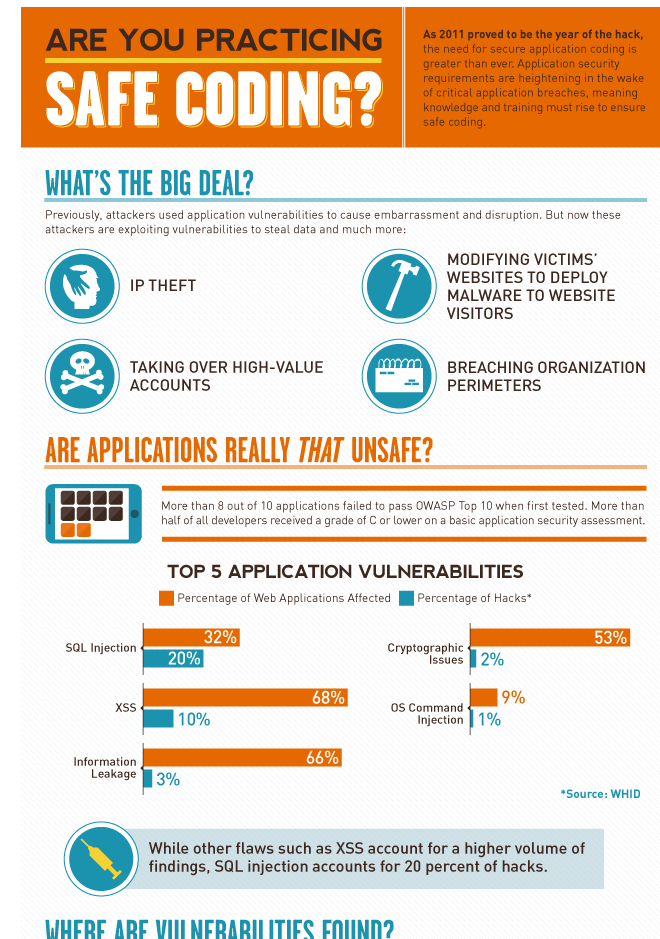 ARE YOU PRACTICING
SAFE CODING?
As 2011 proved to be the year of the hack,
the need for secure application coding is
greater than ever. Application security
requirements are heightening in the wake
of critical application breaches, meaning
knowledge and training must rise to ensure
safe coding.
WHAT'S THE BIG DEAL?
Previously, attackers used application vulnerabilities to cause embarrassment and disruption. But now these
attackers are exploiting vulnerabilities to steal data and much more:
IP THEFT
MODIFYING VICTIMS'
WEBSITES TO DEPLOY
MALWARE TO WEBSITE
VISITORS
TAKING OVER HIGH-VALUE
ACCOUNTS
BREACHING ORGANIZATION
PERIMETERS
ARE APPLICATIONS REALLY THAT UNSAFE?
More than 8 out of 10 applications failed to pass OWASP Top 10 when first tested. More than
half of all developers received a grade of C or lower on a basic application security assessment.
TOP 5 APPLICATION VULNERABILITIES
Percentage of Web Applications Affected
Percentage of Hacks*
SQL Injection
32%
20%
XSS
68%
10%
Information
Leakage
66%
3%
Cryptographic
Issues
53%
2%
OS Command
Injection
9%
1%
*Source: WHID
While other flaws such as XSS account for a higher volume of
findings, SQL injection accounts for 20 percent of hacks.
WHERE ARE VULNERABILITIES FOUND?